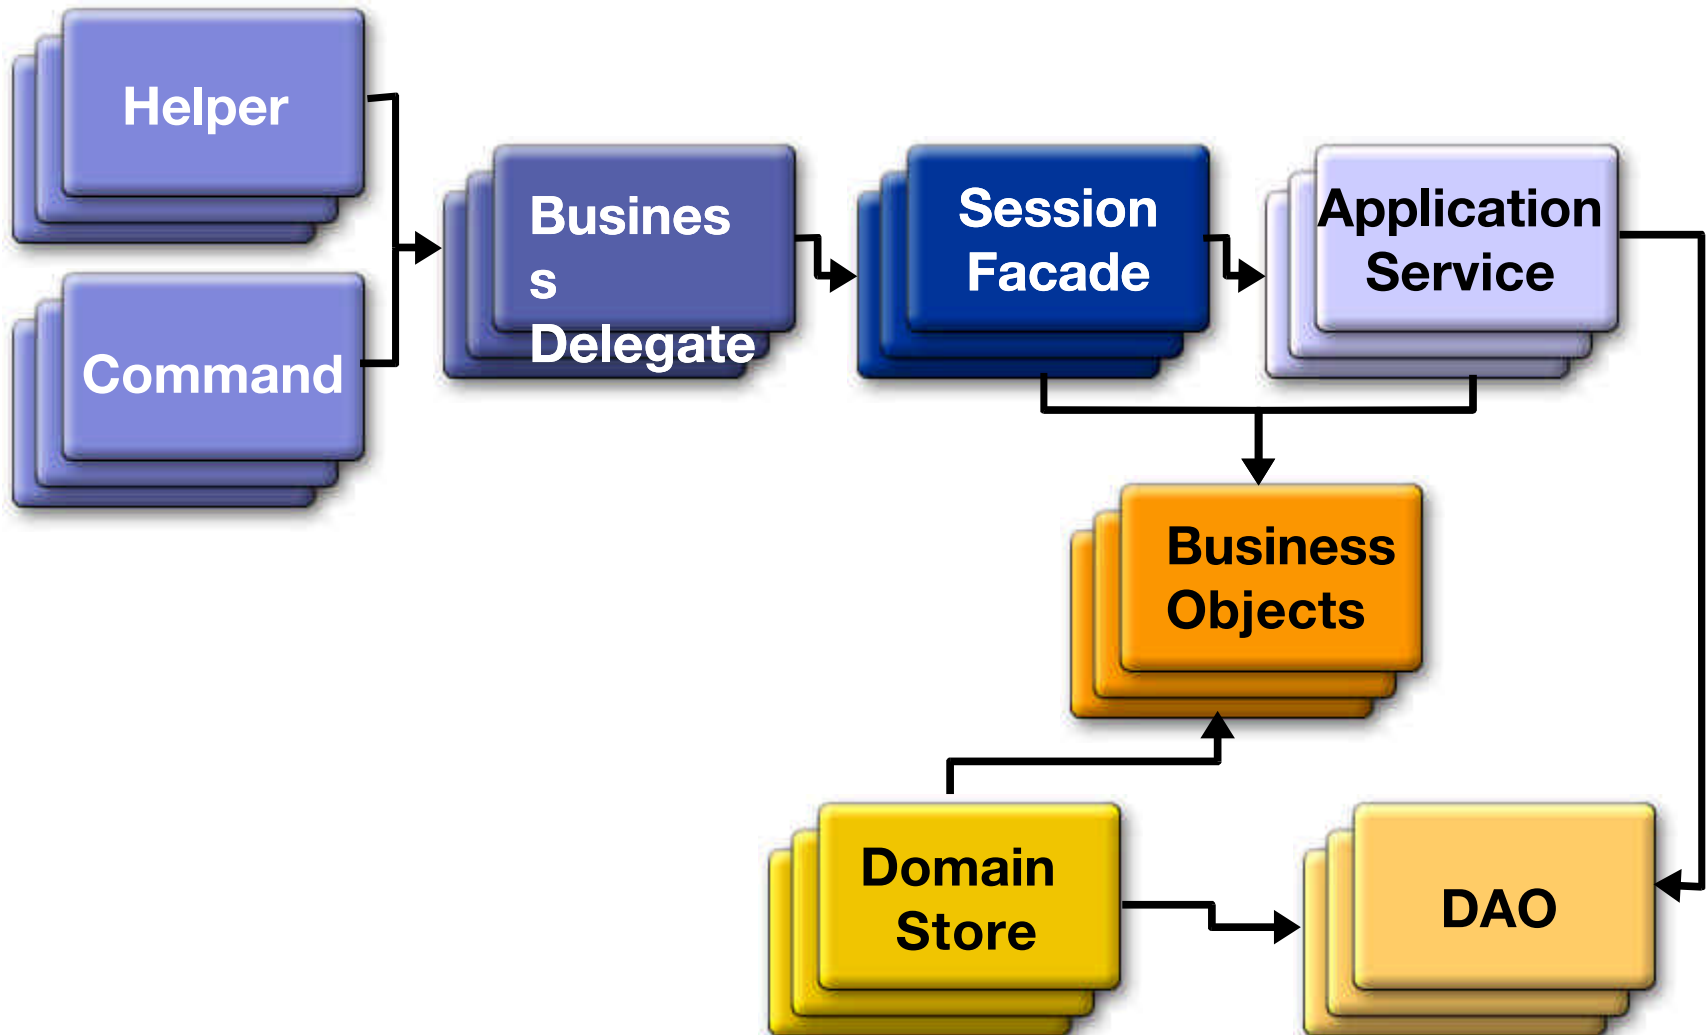 Helper
Command
Busines
s
Delegate
Session
Facade
Application
Service
Business
Objects
Domain
Store
DAO